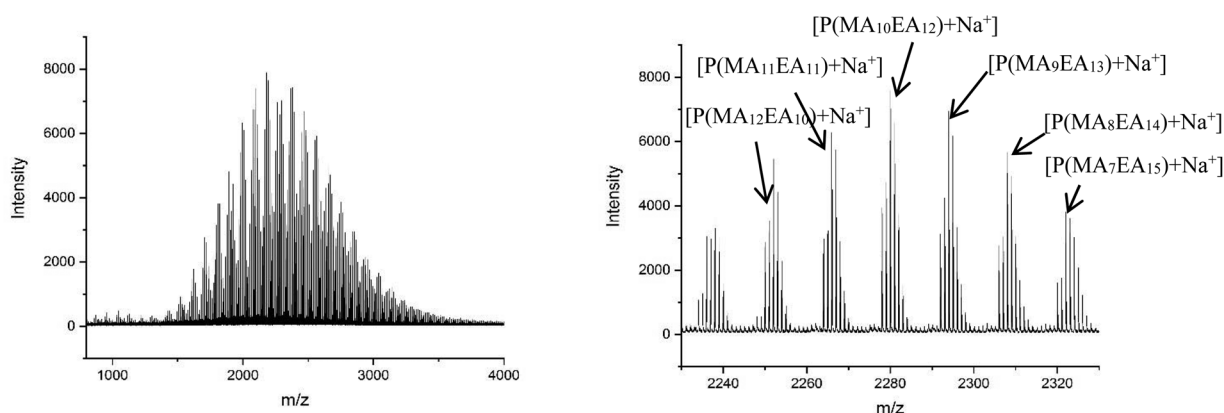 8000
6000
4000
2000
0
Intensity
1000
2000
3000
4000
m/z
[P(MA₁₀EA₁₂)+Na⁺]
[P(MA₁₁EA₁₁)+Na⁺]
[P(MA₉EA₁₃)+Na⁺]
[P(MA₁₂EA₁₀)+Na⁺]
[P(MA₈EA₁₄)+Na⁺]
[P(MA₇EA₁₅)+Na⁺]
8000
6000
4000
2000
0
Intensity
2240
2260
2280
2300
2320
m/z